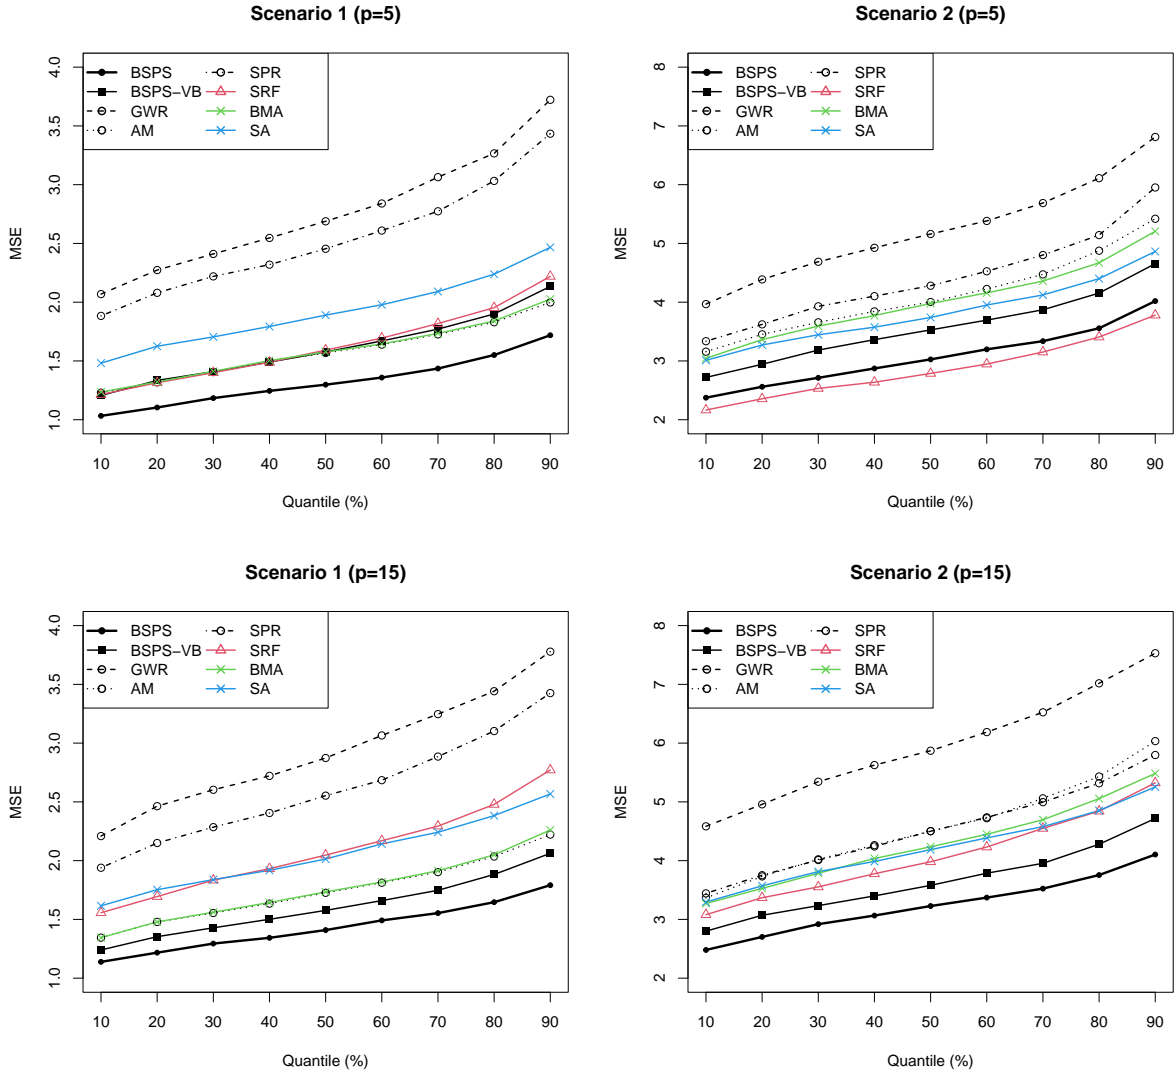 Scenario 1 (p=5)
MSE
4.0
3.5
3.0
2.5
2.0
1.5
1.0
BSPS
BSPS−VB
GWR
AM
SPR
SRF
BMA
SA
10 20 30 40 50 60 70 80 90
Quantile (%)
Scenario 2 (p=5)
MSE
8
7
6
5
4
3
2
BSPS
BSPS−VB
GWR
AM
SPR
SRF
BMA
SA
10 20 30 40 50 60 70 80 90
Quantile (%)
Scenario 1 (p=15)
MSE
4.0
3.5
3.0
2.5
2.0
1.5
1.0
BSPS
BSPS−VB
GWR
AM
SPR
SRF
BMA
SA
10 20 30 40 50 60 70 80 90
Quantile (%)
Scenario 2 (p=15)
MSE
8
7
6
5
4
3
2
BSPS
BSPS−VB
GWR
AM
SPR
SRF
BMA
SA
10 20 30 40 50 60 70 80 90
Quantile (%)